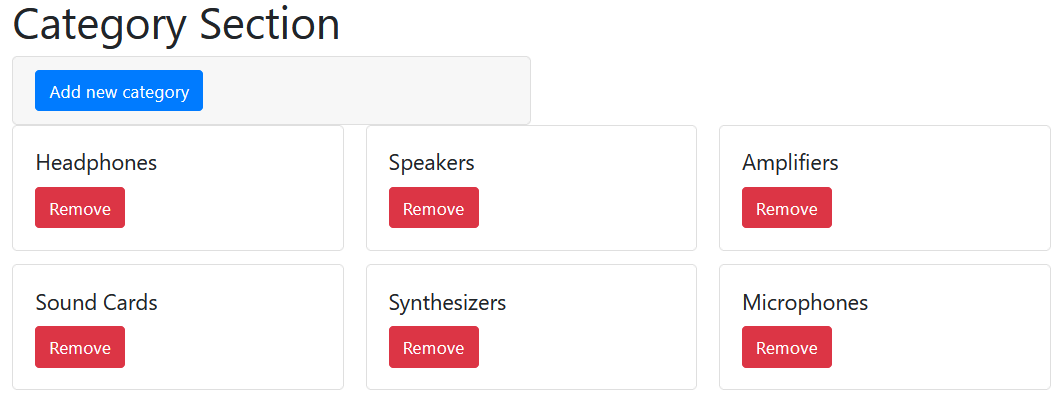 Category Section
Add new category
Headphones
Remove
Speakers
Remove
Amplifiers
Remove
Sound Cards
Remove
Synthesizers
Remove
Microphones
Remove